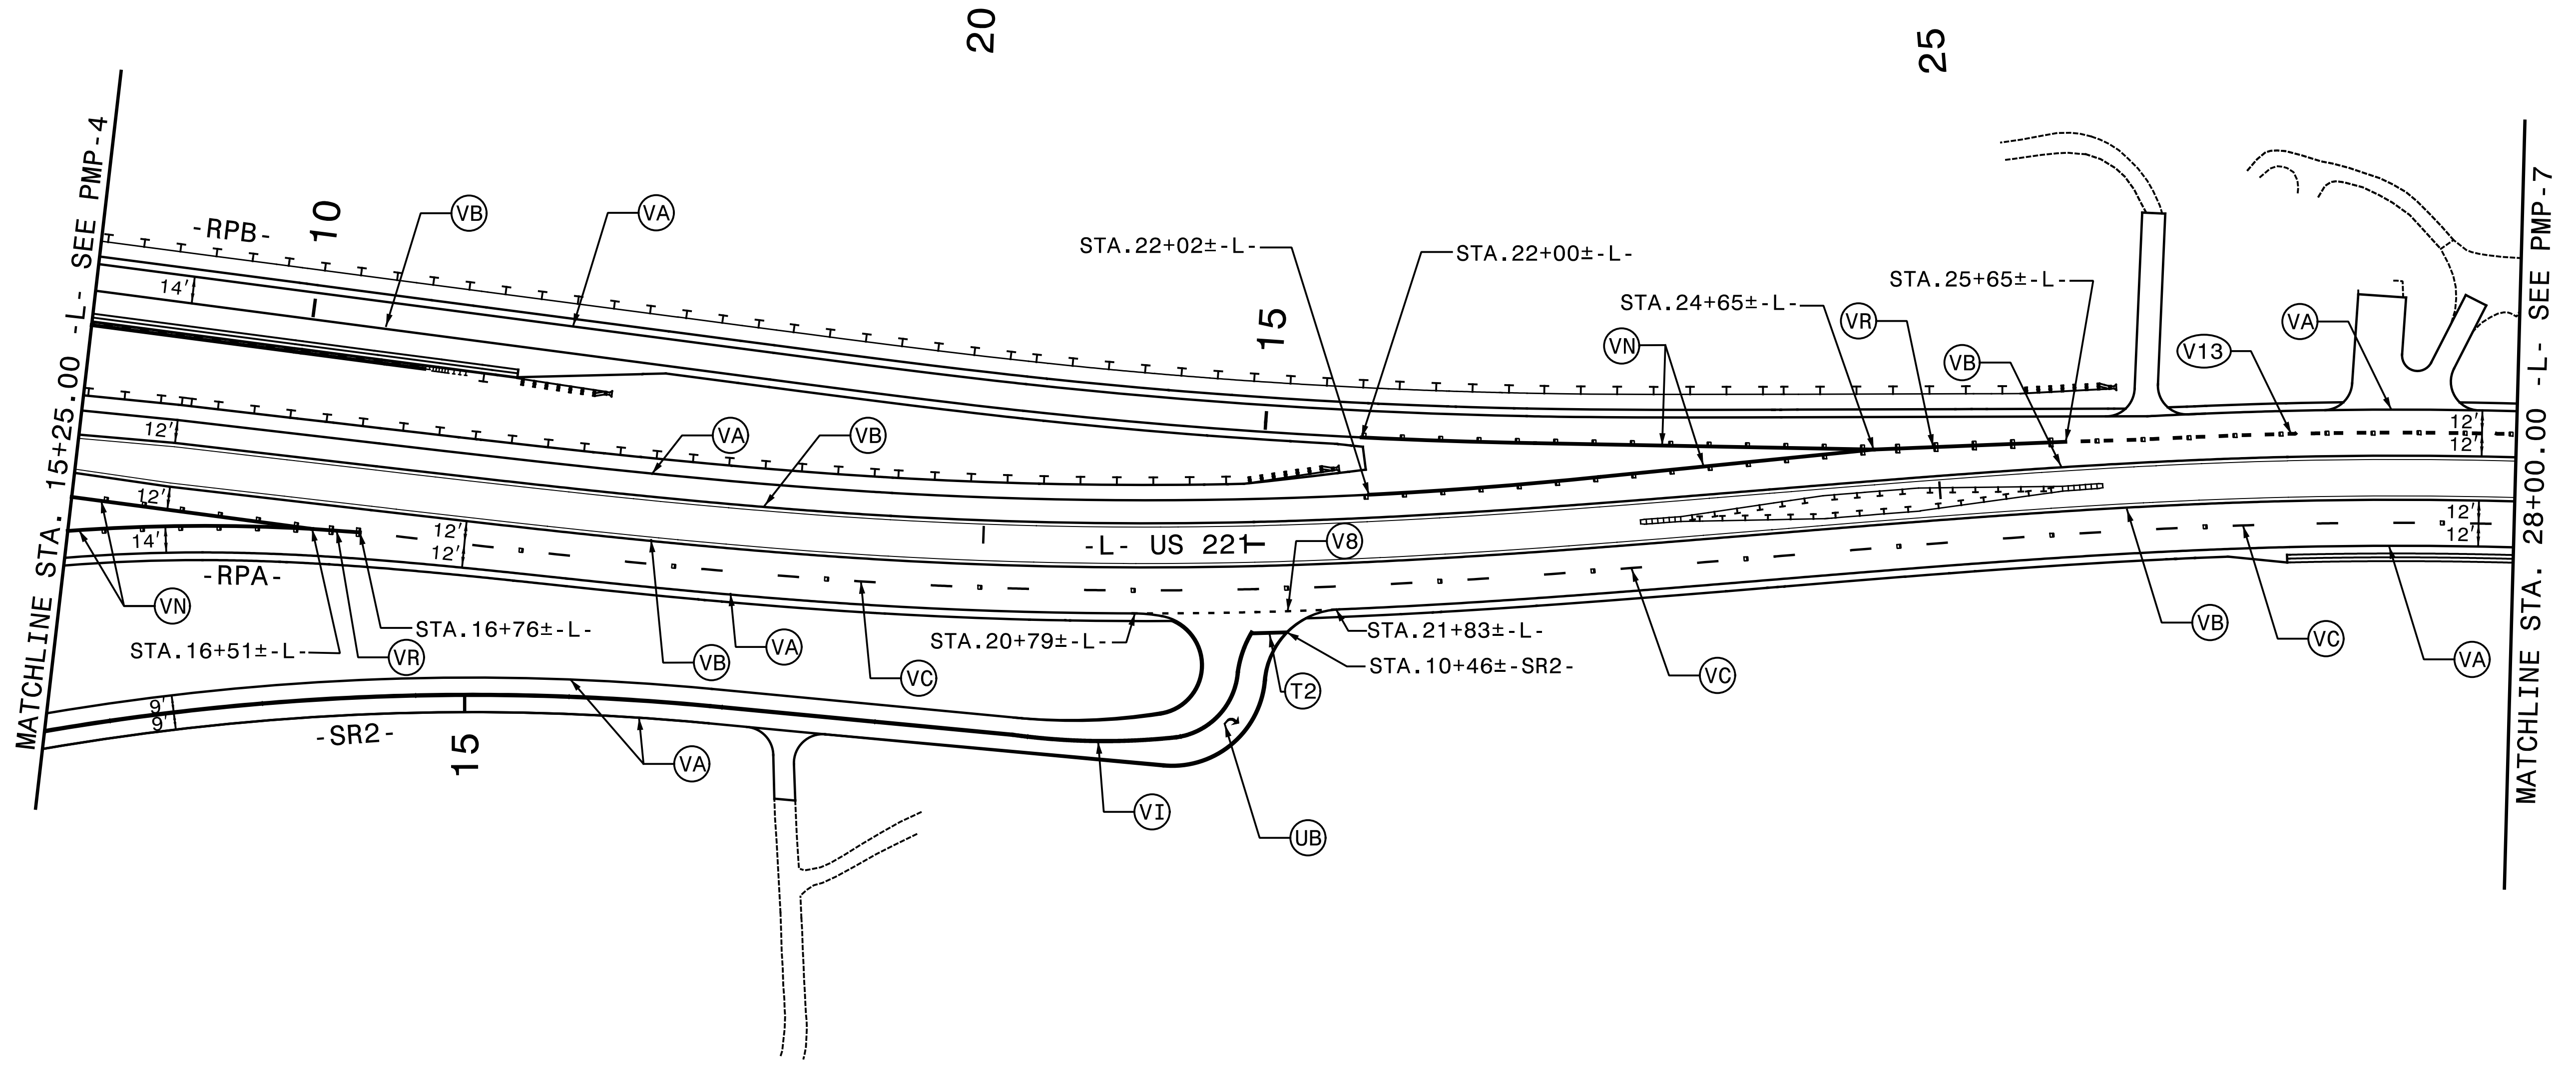 20
25
MATCHLINE STA. 15+25.00 -L- SEE PMP-4
-RPB-
10
VB
VA
14'
STA.22+02±-L-
STA.22+00±-L-
15
STA.24+65±-L-
VN
VR
STA.25+65±-L-
VB
V13
VA
12'
12'
MATCHLINE STA. 28+00.00 -L- SEE PMP-7
12'
VA
VB
12'
14'
-RPA-
12'
12'
VN
-L- US 221
V8
12'
12'
STA.16+76±-L-
STA.16+51±-L-
VR
VB
VA
VC
STA.20+79±-L-
STA.21+83±-L-
STA.10+46±-SR2-
T2
VC
VB
VC
VA
9'
9'
-SR2-
15
VA
VI
UB